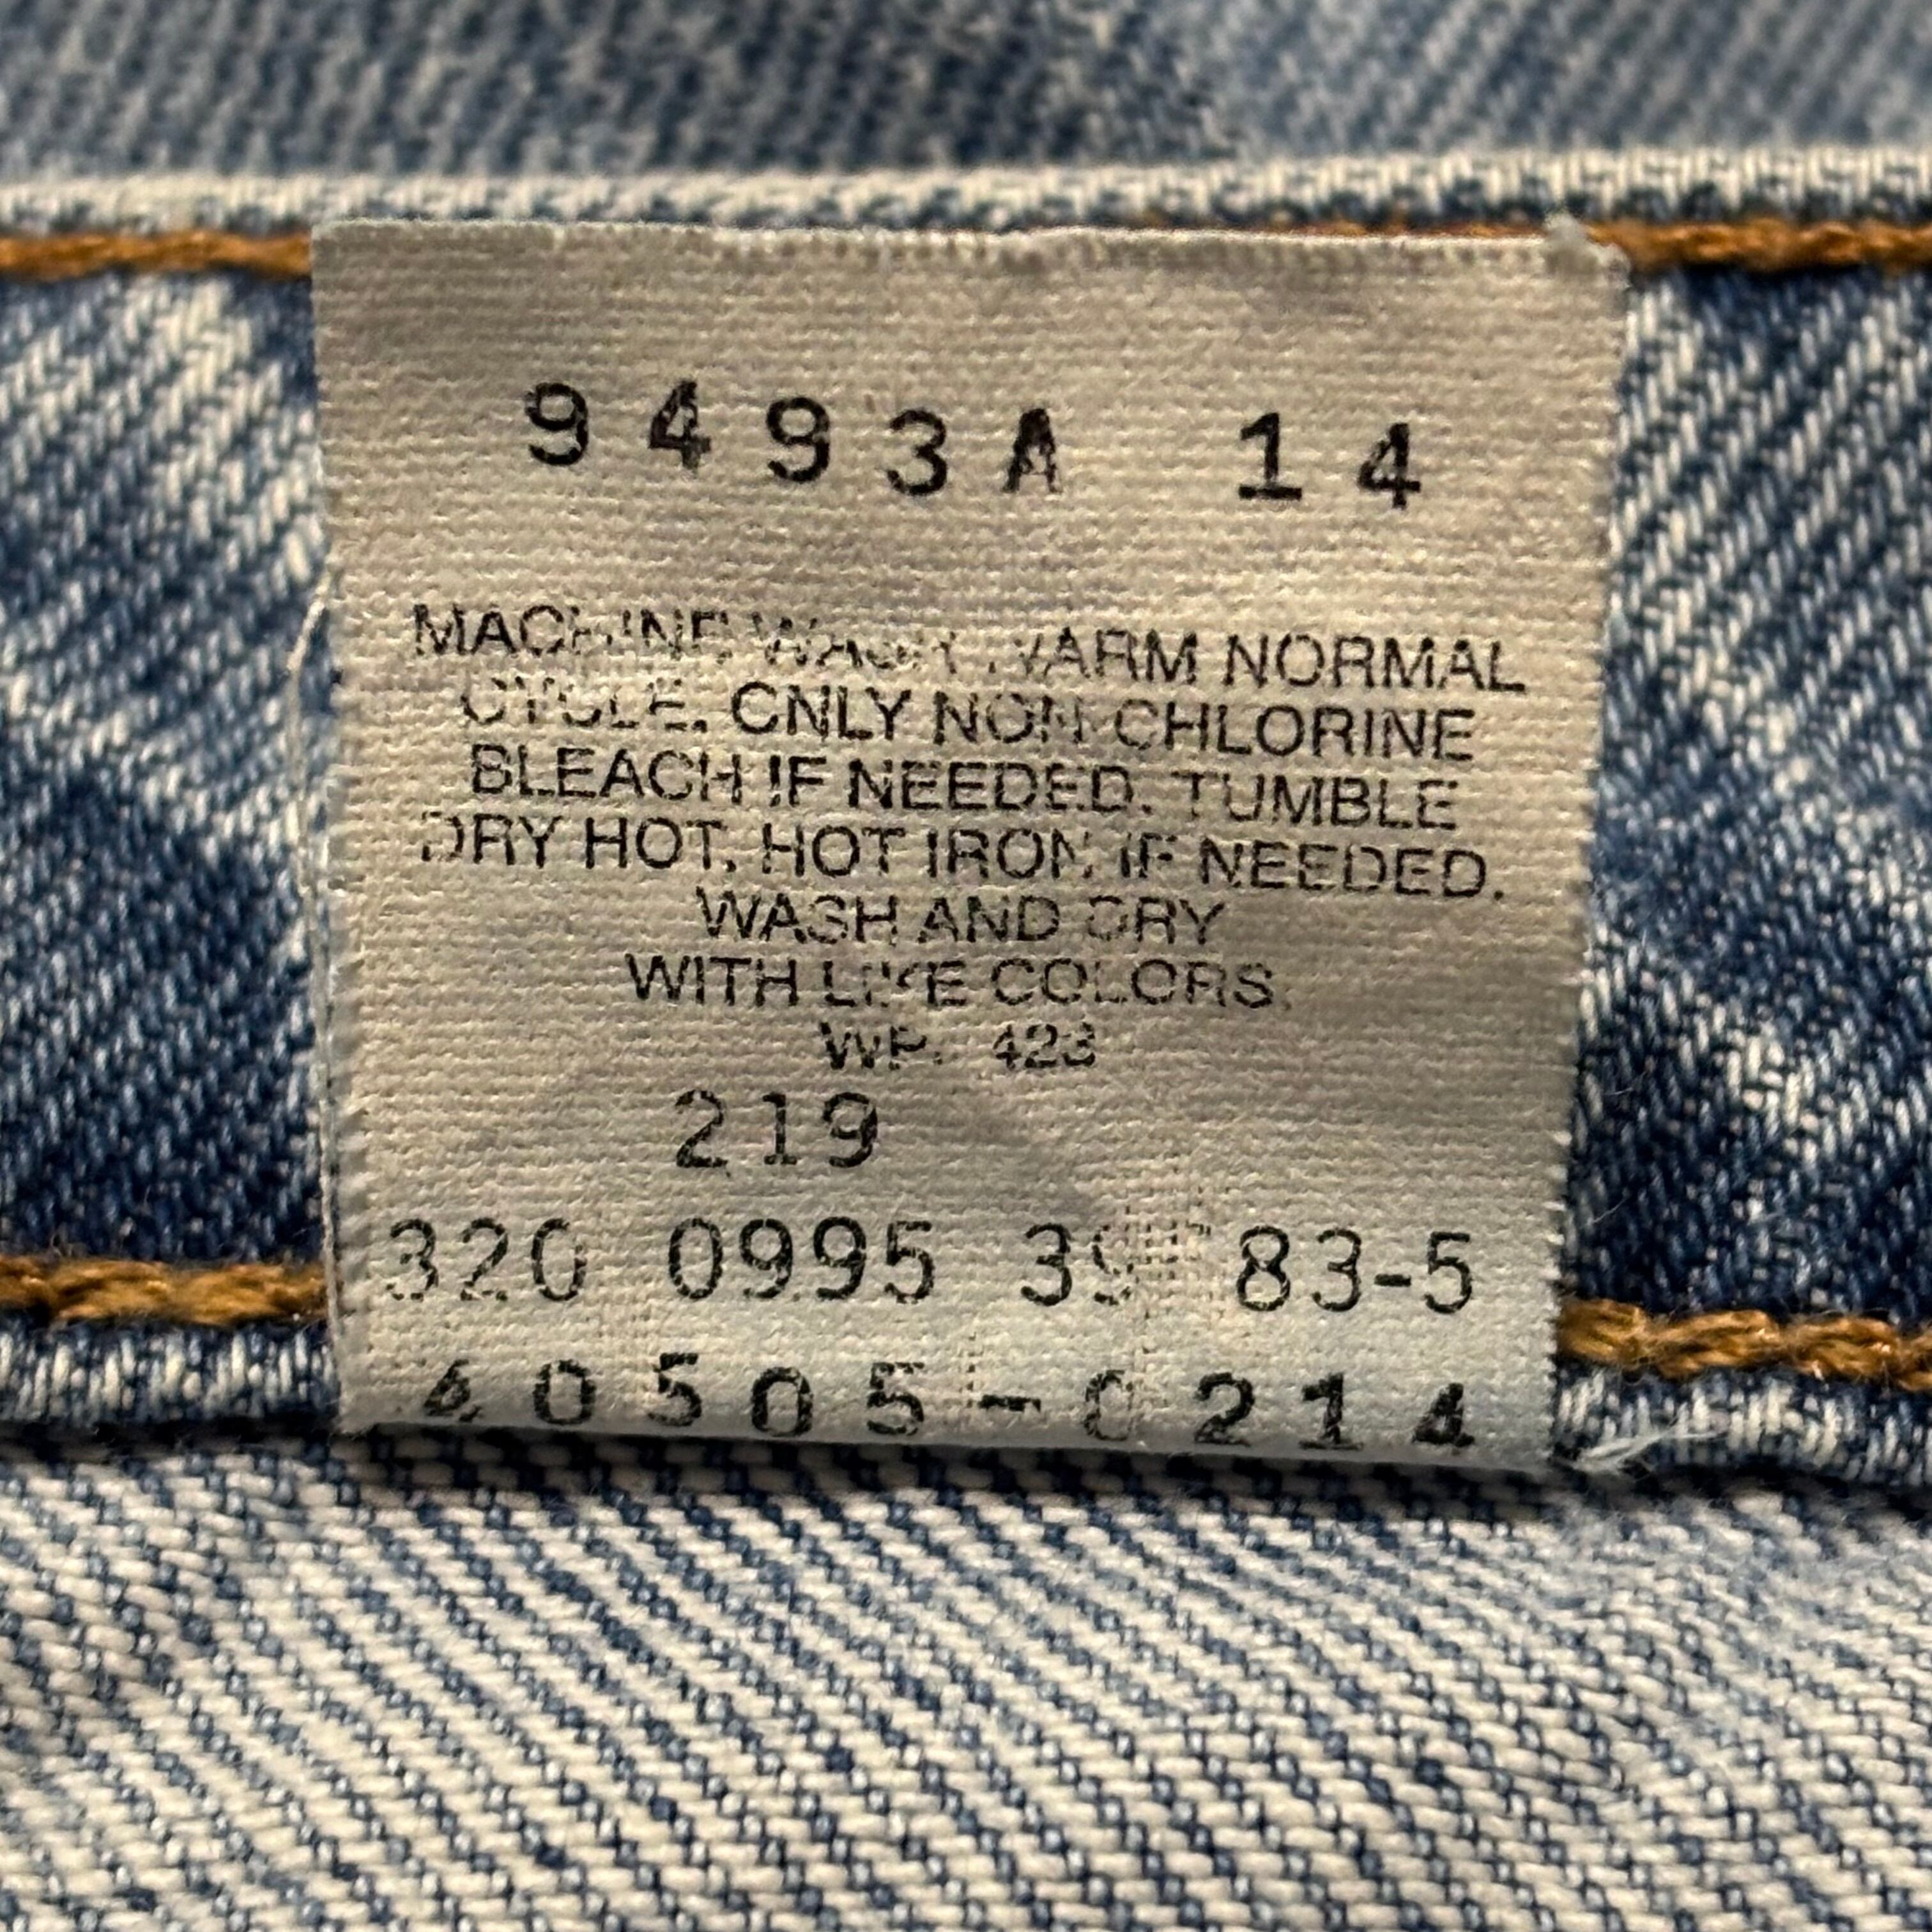 9493A 14
MACHINE WASH WARM NORMAL
CYCLE. ONLY NON-CHLORINE
BLEACH IF NEEDED. TUMBLE
DRY HOT. HOT IRON IF NEEDED.
WASH AND DRY
WITH LIKE COLORS.
WPL 423
219
320 0995 83-5
40505-0214